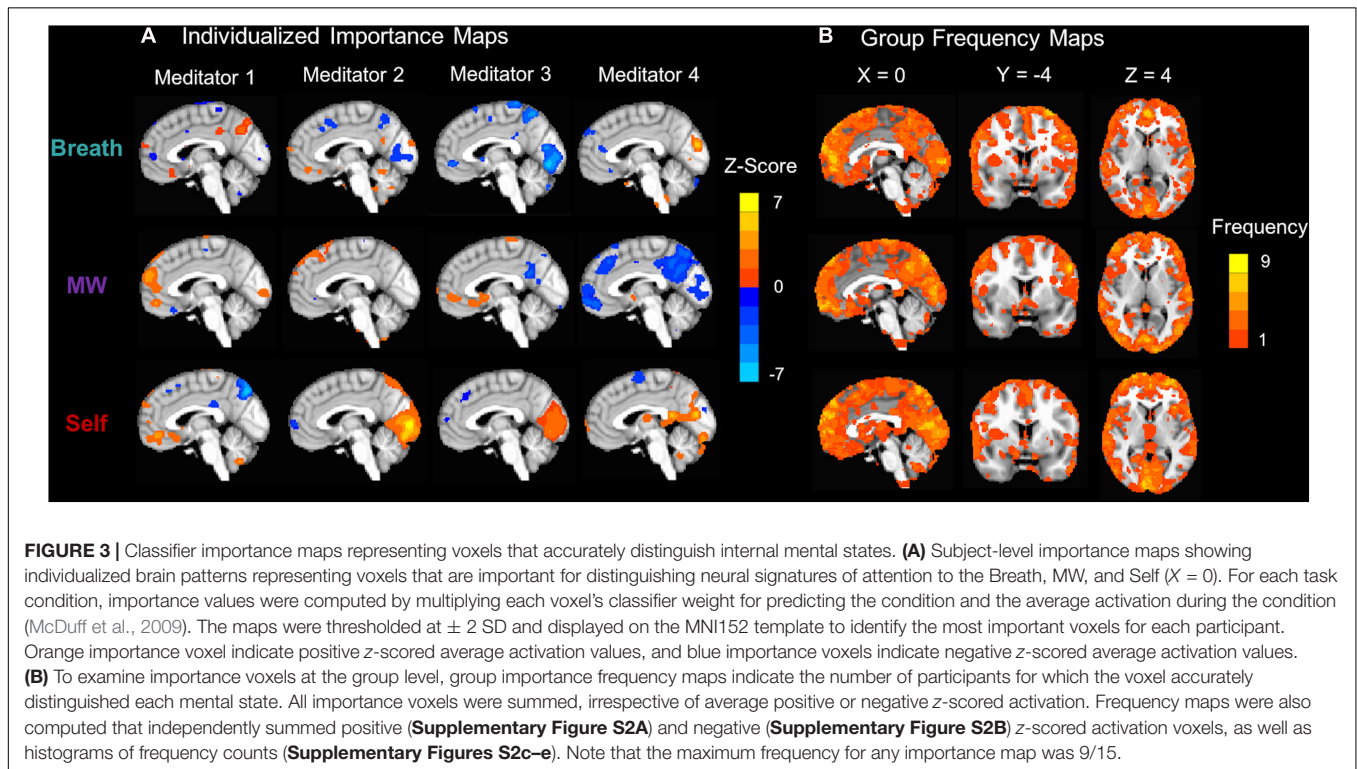 A Individualized Importance Maps
B Group Frequency Maps
Meditator 1 Meditator 2 Meditator 3 Meditator 4
X = 0 Y = -4 Z = 4
Breath
MW
Self
Z-Score
7
0
-7
Frequency
9
1
FIGURE 3 | Classifier importance maps representing voxels that accurately distinguish internal mental states. (A) Subject-level importance maps showing
individualized brain patterns representing voxels that are important for distinguishing neural signatures of attention to the Breath, MW, and Self (X = 0). For each task
condition, importance values were computed by multiplying each voxel's classifier weight for predicting the condition and the average activation during the condition
(McDuff et al., 2009). The maps were thresholded at ± 2 SD and displayed on the MNI152 template to identify the most important voxels for each participant.
Orange importance voxel indicate positive z-scored average activation values, and blue importance voxels indicate negative z-scored average activation values.
(B) To examine importance voxels at the group level, group importance frequency maps indicate the number of participants for which the voxel accurately
distinguished each mental state. All importance voxels were summed, irrespective of average positive or negative z-scored activation. Frequency maps were also
computed that independently summed positive (Supplementary Figure S2A) and negative (Supplementary Figure S2B) z-scored activation voxels, as well as
histograms of frequency counts (Supplementary Figures S2c–e). Note that the maximum frequency for any importance map was 9/15.